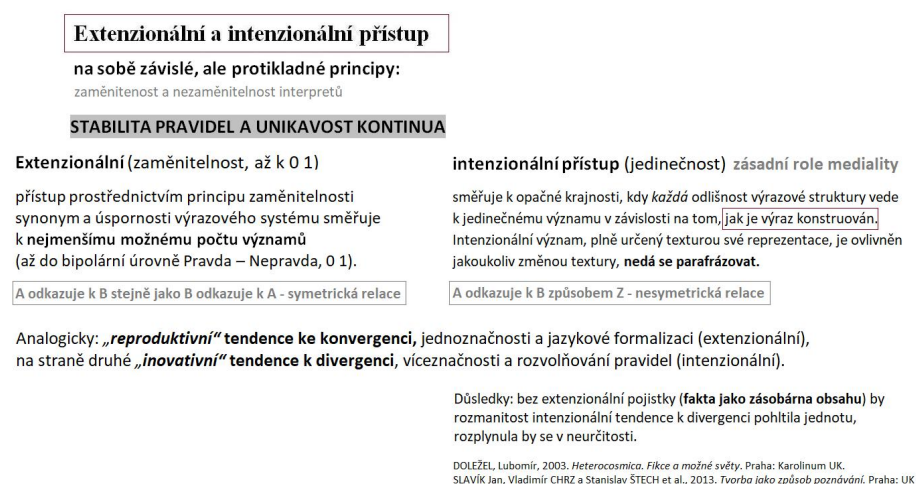 Extenzionální a intenzionální přístup
na sobě závislé, ale protikladné principy:
zaměnitenost a nezaměnitelnost interpretů
STABILITA PRAVIDEL A UNIKAVOST KONTINUA
Extenzionální (zaměnitelnost, až k 0 1)
přístup prostřednictvím principu zaměnitelnosti
synonym a úspornosti výrazového systému směřuje
k nejmenšímu možnému počtu významů
(až do bipolární úrovně Pravda – Nepravda, 0 1).
A odkazuje k B stejně jako B odkazuje k A - symetrická relace
intenzionální přístup (jedinečnost) zásadní role mediality
směřuje k opačné krajnosti, kdy každá odlišnost výrazové struktury vede
k jedinečnému významu v závislosti na tom, jak je výraz konstruován.
Intenzionální význam, plně určený texturou své reprezentace, je ovlivněn
jakoukoliv změnou textury, nedá se parafrázovat.
A odkazuje k B způsobem Z - nesymetrická relace
Analogicky: „reproduktivní“ tendence ke konvergenci, jednoznačnosti a jazykové formalizaci (extenzionální),
na straně druhé „inovativní“ tendence k divergenci, víceznačnosti a rozvolňování pravidel (intenzionální).
Důsledky: bez extenzionální pojistky (fakta jako zásobárna obsahu) by
rozmanitost intenzionální tendence k divergenci pohltila jednotu,
rozplynula by se v neurčitosti.
DOLEŽEL, Lubomír, 2003. Heterocosmica. Fikce a možné světy. Praha: Karolinum UK.
SLAVÍK Jan, Vladimír CHRZ a Stanislav ŠTECH et al., 2013. Tvorba jako způsob poznávání. Praha: UK